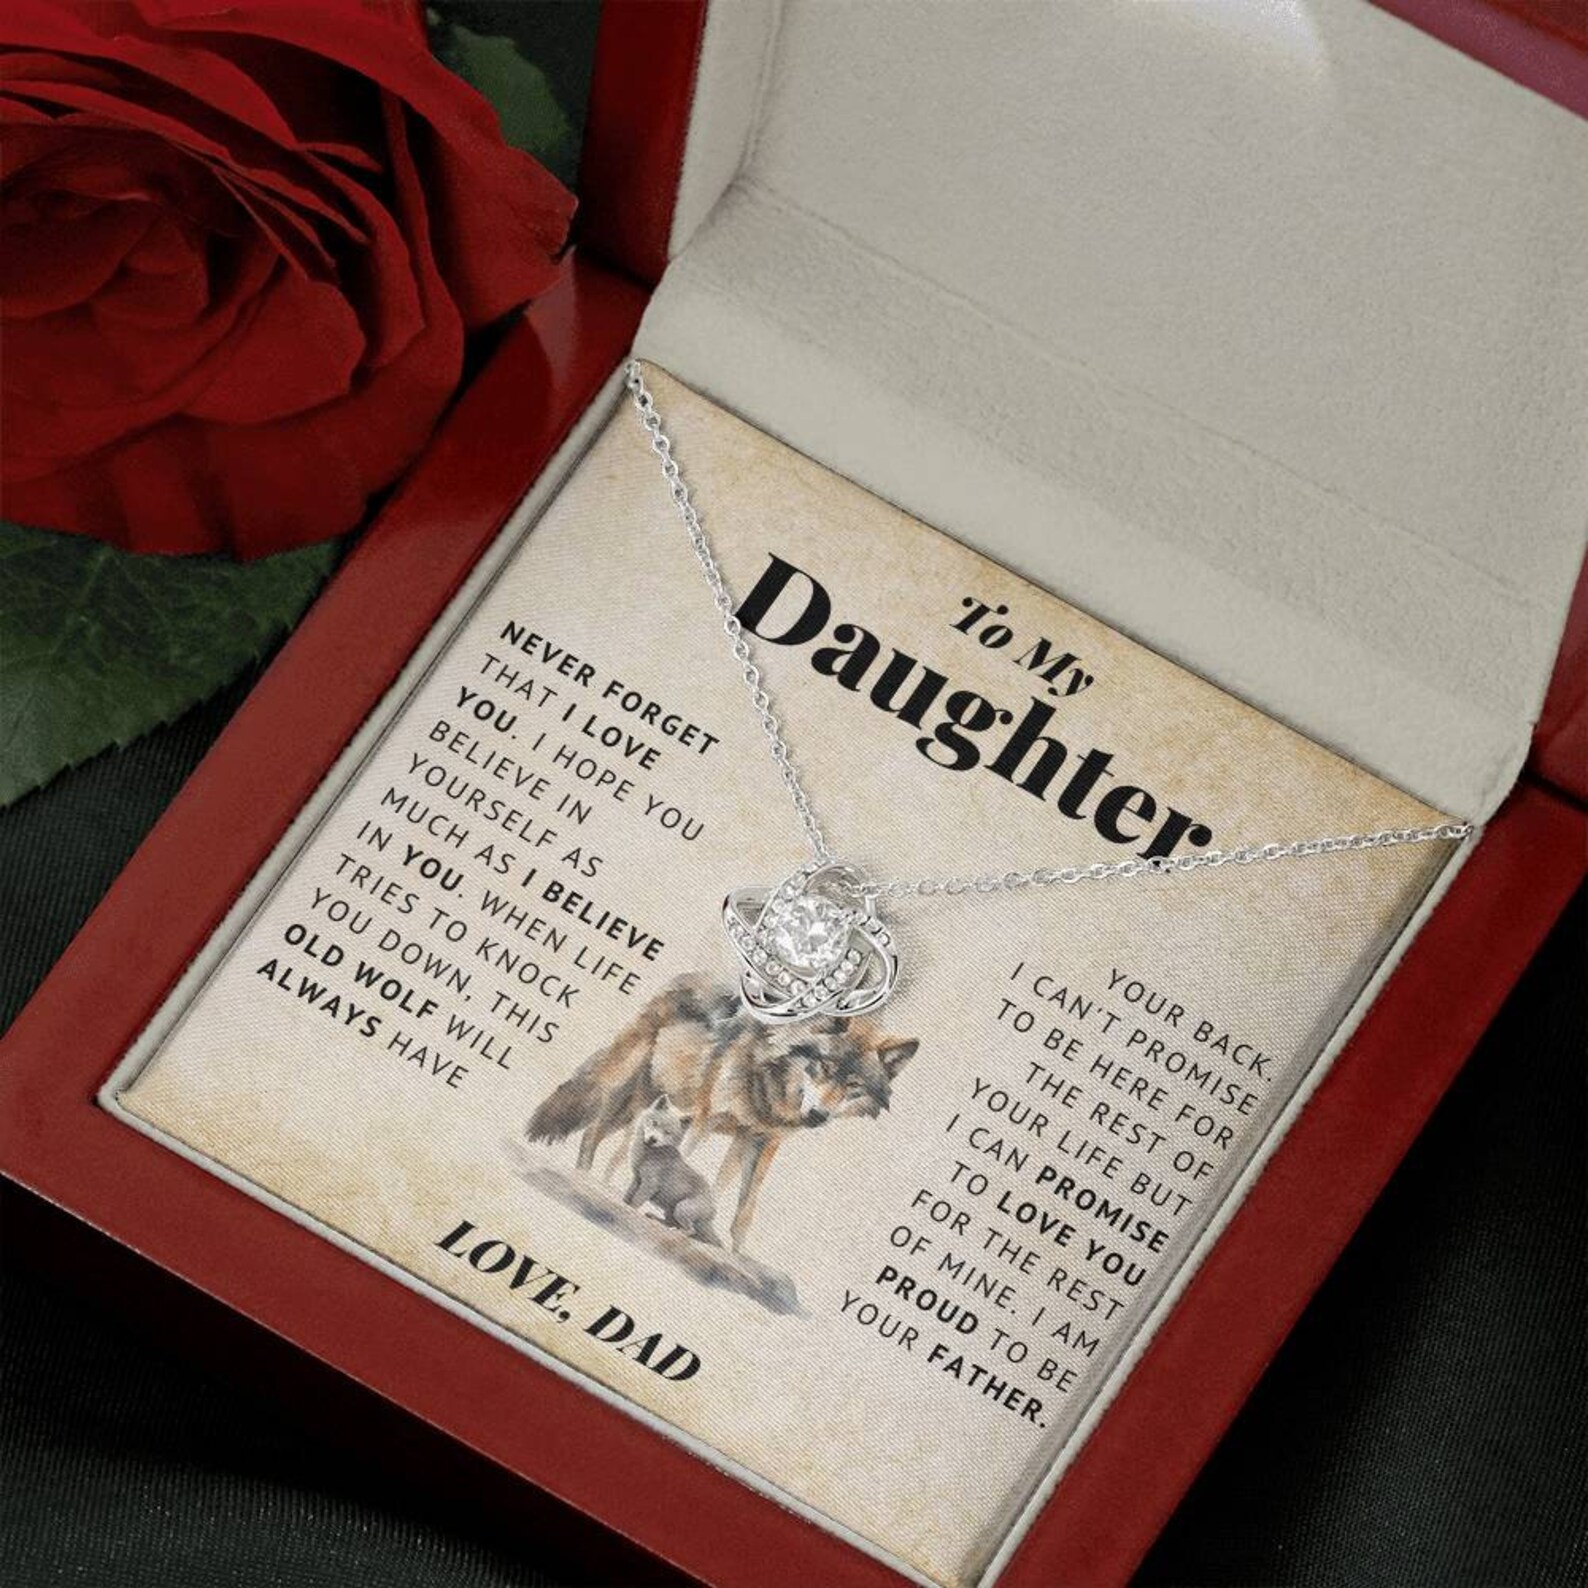 To My
Daughter
NEVER FORGET
THAT I LOVE
YOU. I HOPE YOU
BELIEVE IN
YOURSELF AS
MUCH AS I BELIEVE
IN YOU. WHEN LIFE
TRIES TO KNOCK
YOU DOWN, THIS
OLD WOLF WILL
ALWAYS HAVE
YOUR BACK.
I CAN'T PROMISE
TO BE HERE FOR
THE REST OF
YOUR LIFE BUT
I CAN PROMISE
TO LOVE YOU
FOR THE REST
OF MINE. I AM
PROUD TO BE
YOUR FATHER.
LOVE, DAD